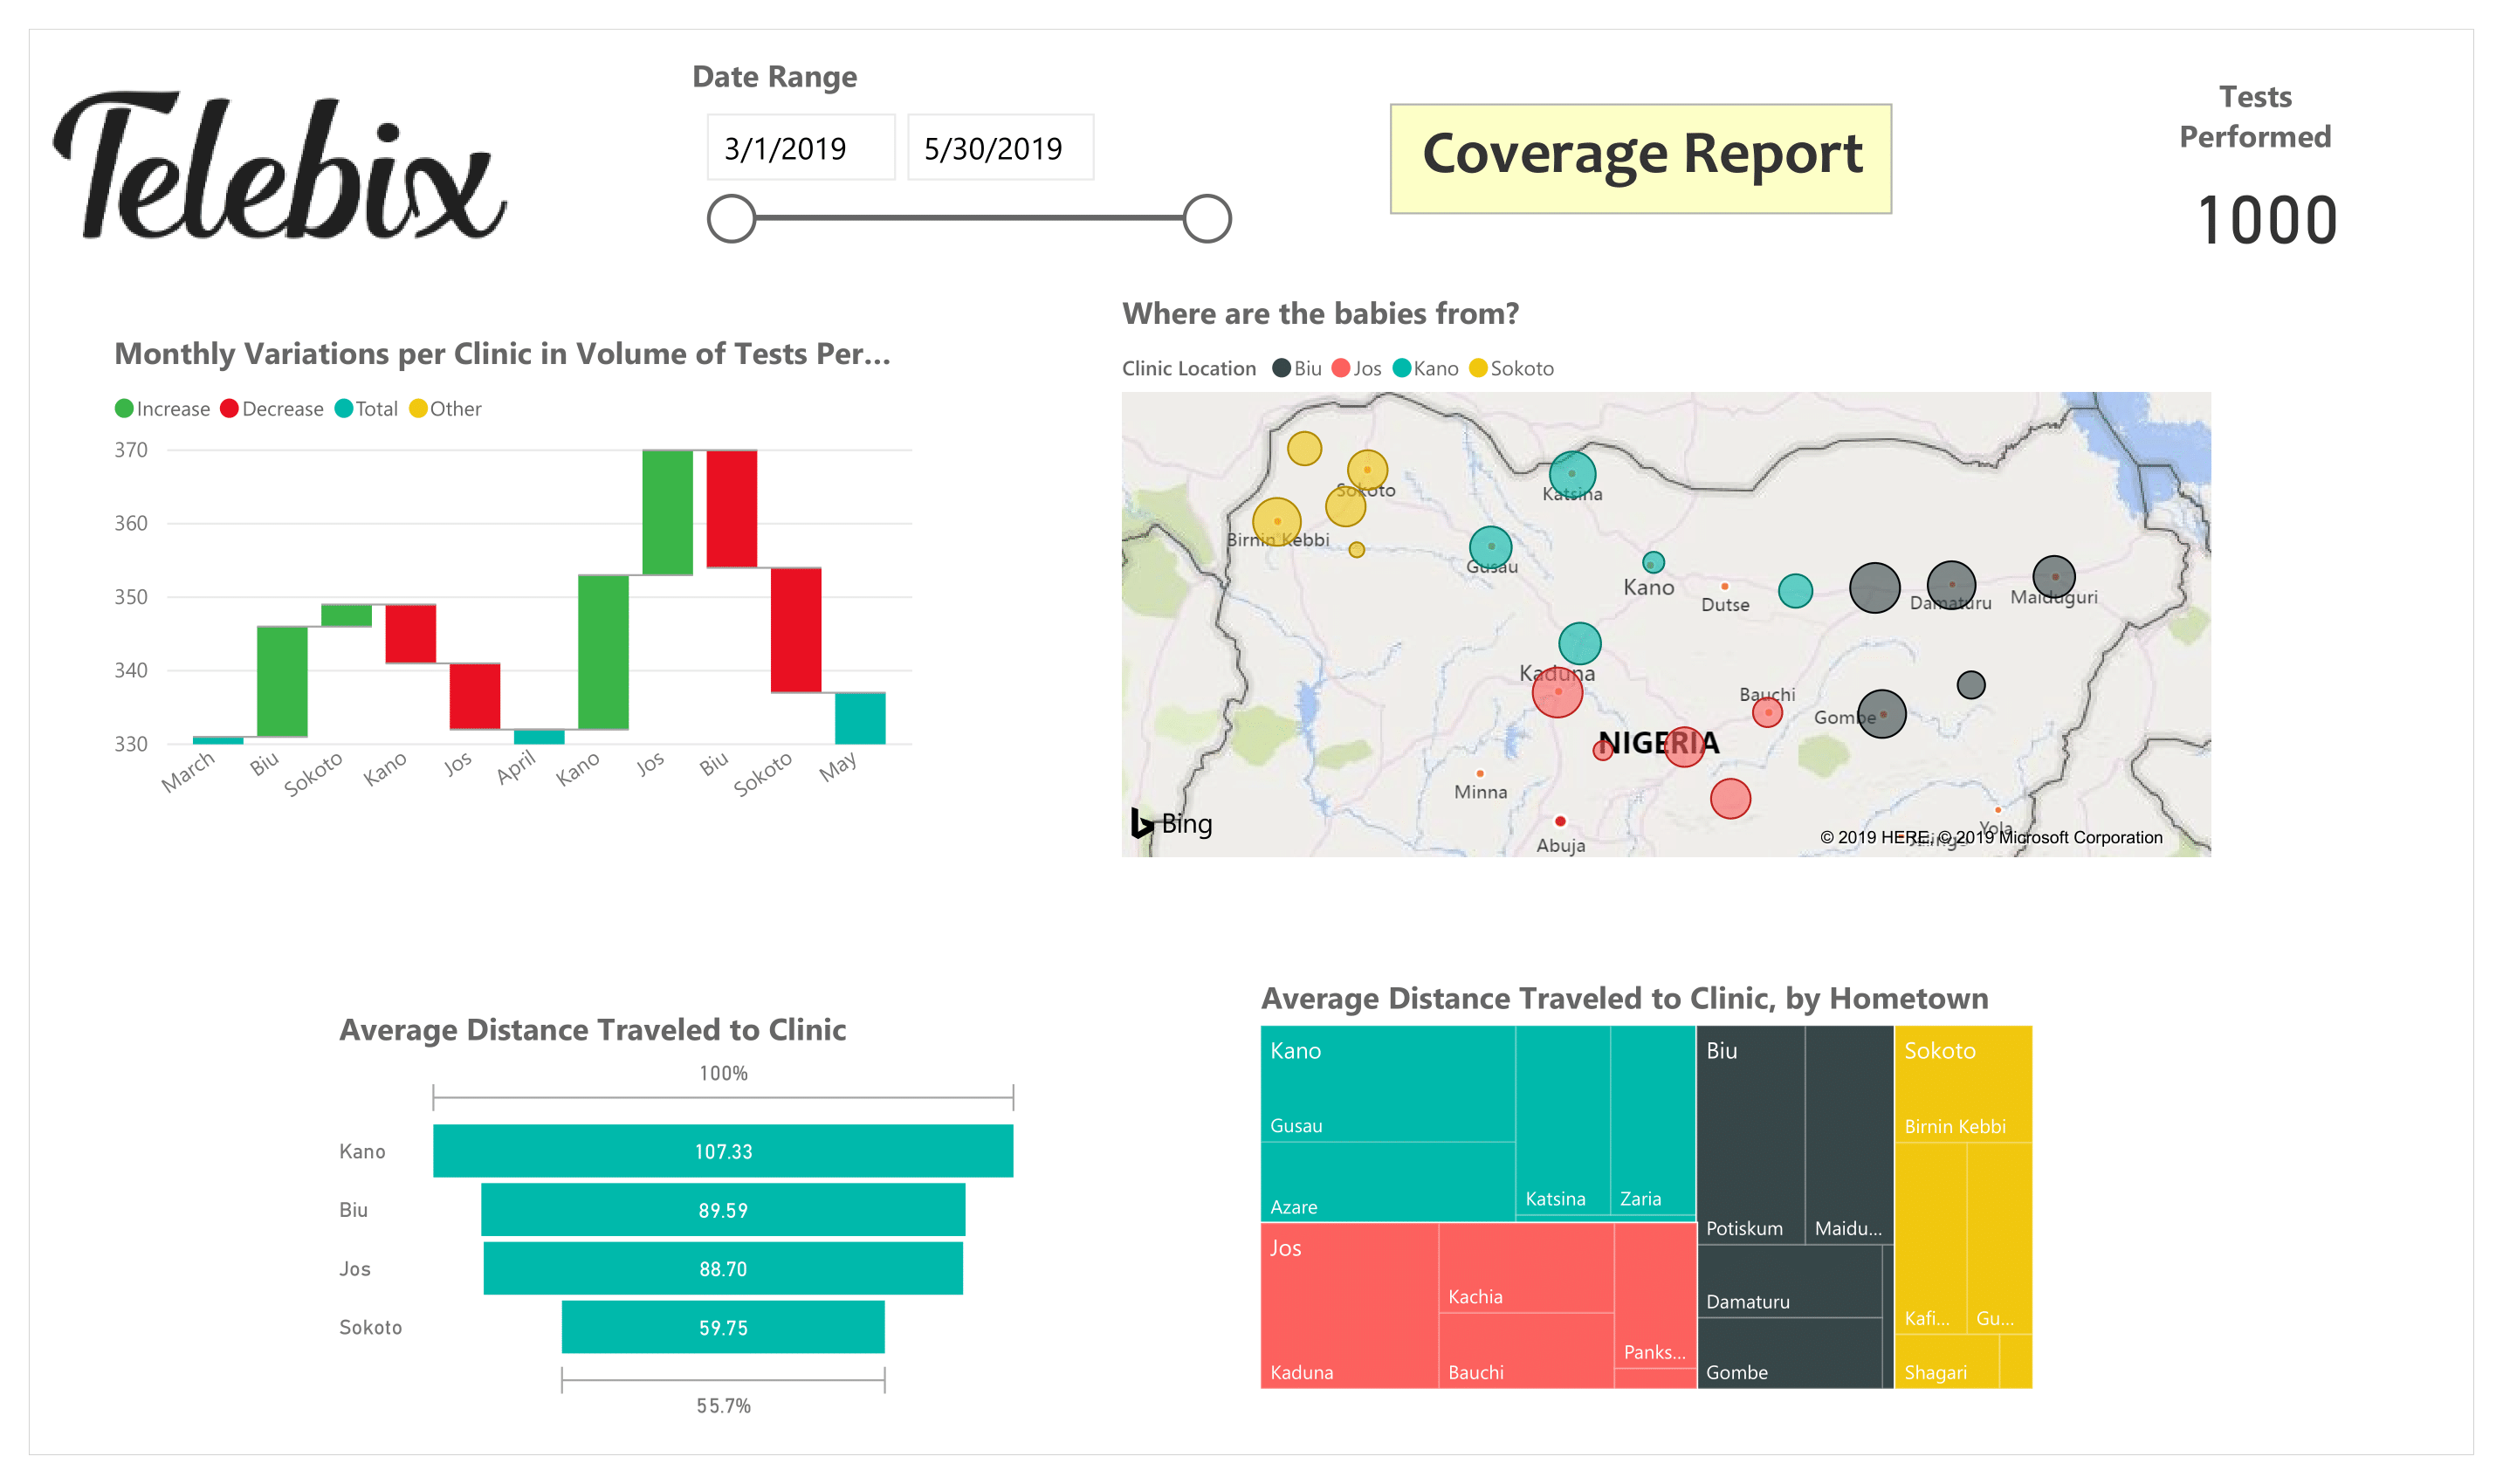 Telebix
Date Range
3/1/2019 5/30/2019
Coverage Report
Tests
Performed
1000
Monthly Variations per Clinic in Volume of Tests Per...
Increase Decrease Total Other
370
360
350
340
330
March Biu Sokoto Kano Jos April Kano Jos Biu Sokoto May
Where are the babies from?
Clinic Location Biu Jos Kano Sokoto
Sokoto
Katsina
Birnin Kebbi
Gusau
Kano
Dutse
Damaturu
Maiduguri
Kaduna
Bauchi
Gombe
NIGERIA
Minna
Abuja
Yola
Bing
© 2019 HERE, © 2019 Microsoft Corporation
Average Distance Traveled to Clinic
100%
Kano 107.33
Biu 89.59
Jos 88.70
Sokoto 59.75
55.7%
Average Distance Traveled to Clinic, by Hometown
Kano
Gusau
Azare
Katsina
Zaria
Jos
Kaduna
Kachia
Bauchi
Panks...
Biu
Potiskum
Maidu...
Damaturu
Gombe
Sokoto
Birnin Kebbi
Kafi...
Gu...
Shagari